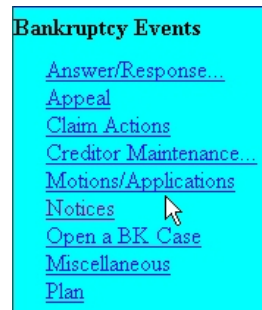 Bankruptcy Events
Answer/Response...
Appeal
Claim Actions
Creditor Maintenance...
Motions/Applications
Notices
Open a BK Case
Miscellaneous
Plan